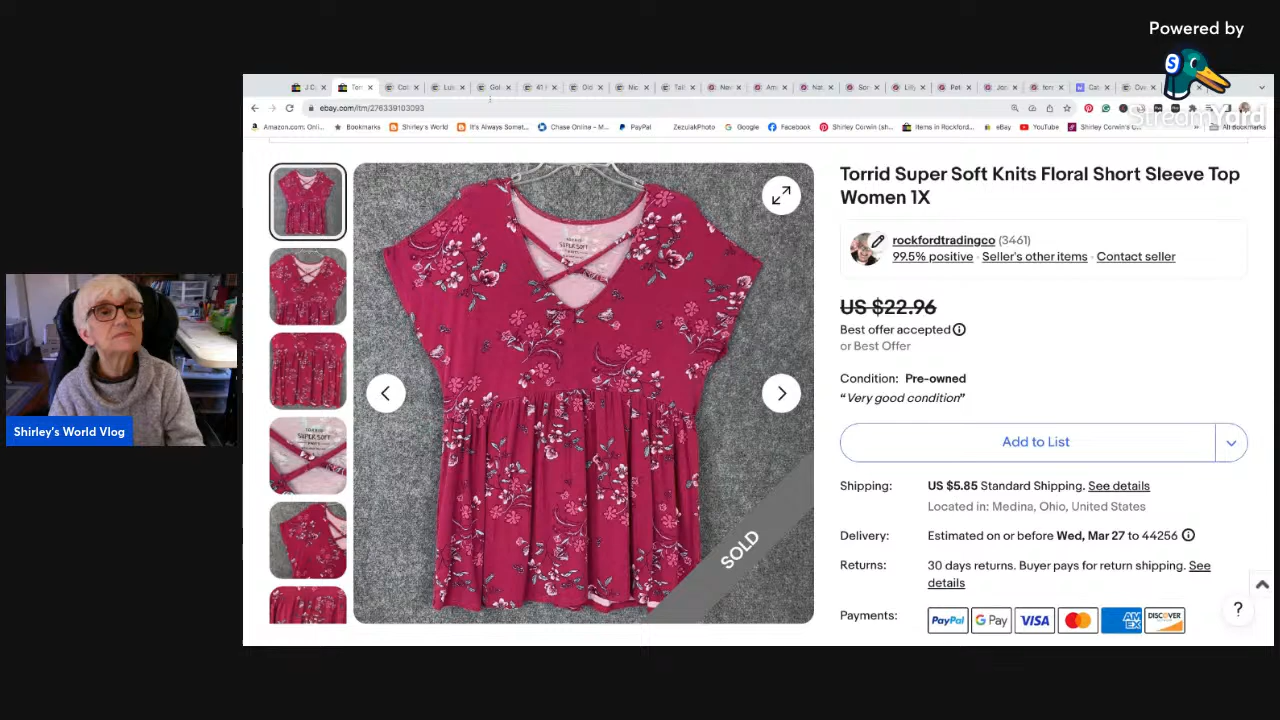 Powered by
StreamYard
ebay.com/itm/276339103093
Amazon.com: Onli...
Bookmarks
Shirley's World
It's Always Somet...
Chase Online - M...
PayPal
ZezulakPhoto
Google
Facebook
Shirley Corwin (sh...
Items in Rockford...
eBay
YouTube
All Bookmarks
Torrid Super Soft Knits Floral Short Sleeve Top
Women 1X
rockfordtradingco (3461)
99.5% positive · Seller's other items · Contact seller
US $22.96
Best offer accepted
or Best Offer
Condition: Pre-owned
“Very good condition”
Add to List
Shipping: US $5.85 Standard Shipping. See details
Located in: Medina, Ohio, United States
Delivery: Estimated on or before Wed, Mar 27 to 44256
Returns: 30 days returns. Buyer pays for return shipping. See
details
Payments: PayPal G Pay VISA AM EX DISCOVER
?
SUPER SOFT
SOLD
Shirley's World Vlog